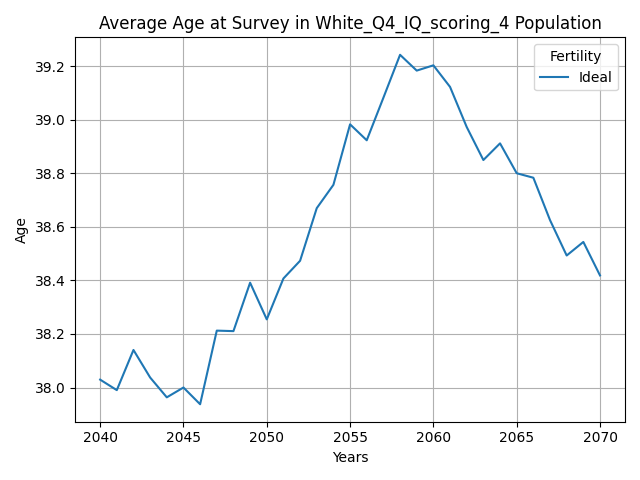 Average Age at Survey in White_Q4_IQ_scoring_4 Population
Fertility
Ideal
39.2
39.0
38.8
38.6
38.4
38.2
38.0
Age
2040 2045 2050 2055 2060 2065 2070
Years